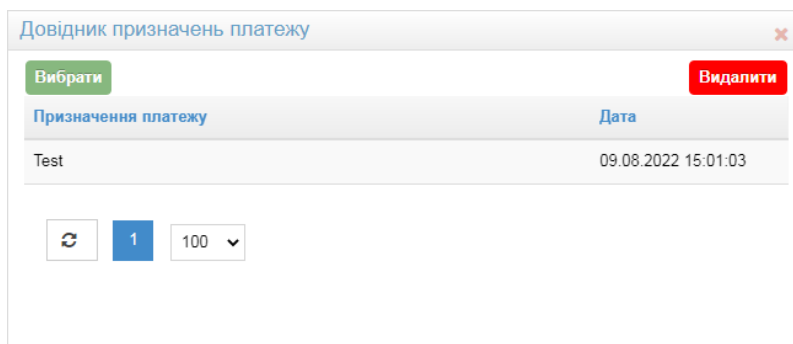 Довідник призначень платежу
Вибрати Видалити
Призначення платежу Дата
Test 09.08.2022 15:01:03
1 100